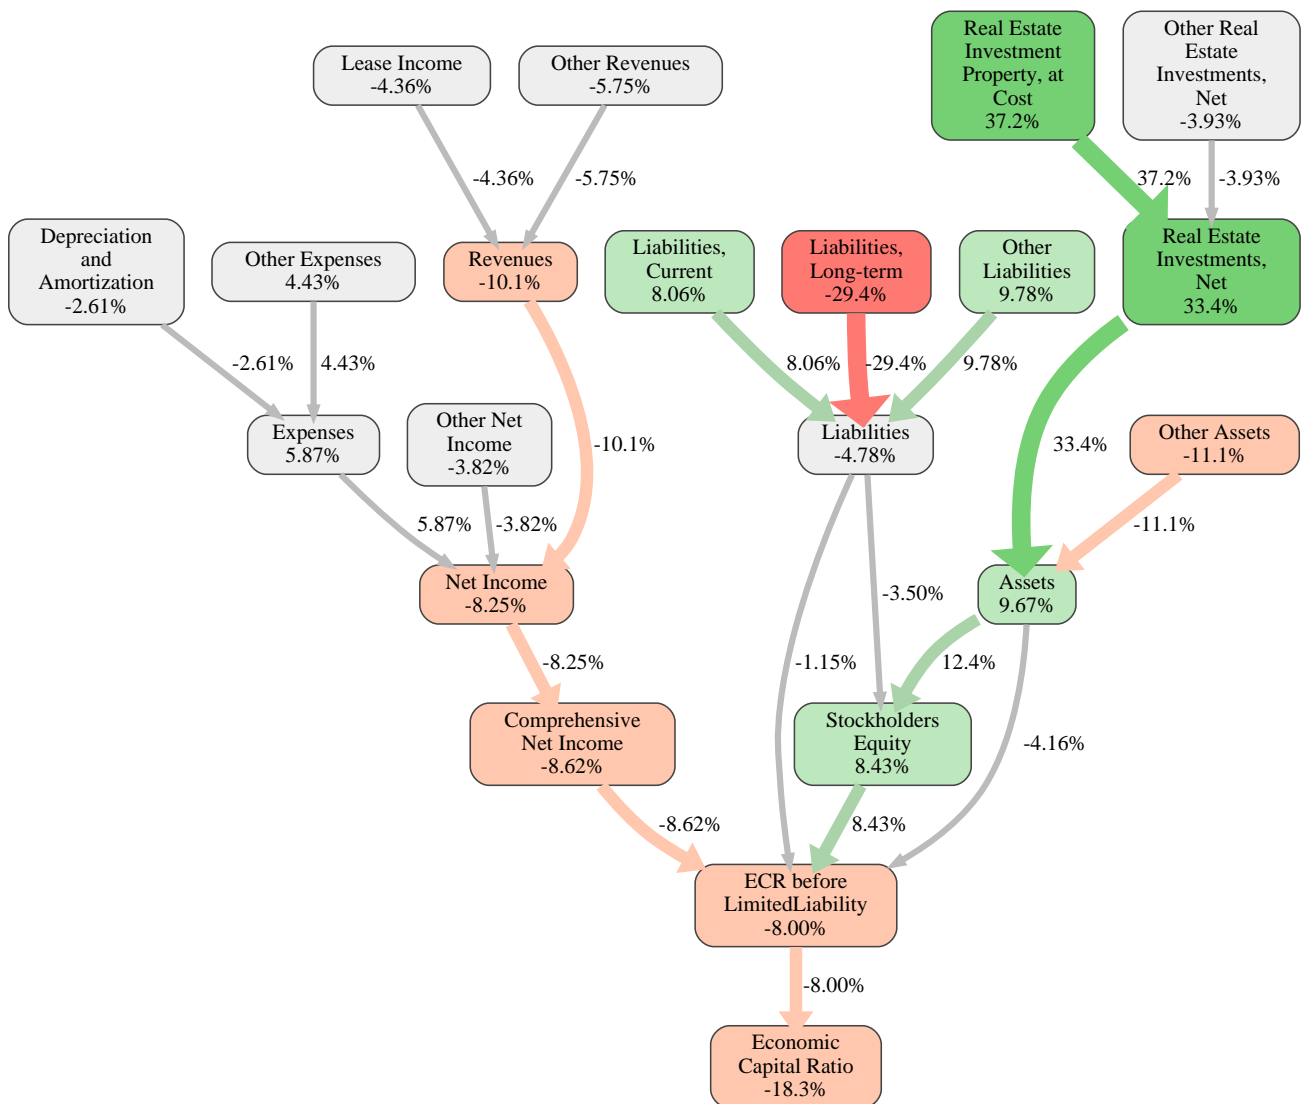 Real Estate
Investment
Property, at
Cost
37.2%
Other Real
Estate
Investments,
Net
-3.93%
Lease Income
-4.36%
Other Revenues
-5.75%
-4.36%
-5.75%
37.2%
-3.93%
Depreciation
and
Amortization
-2.61%
Other Expenses
4.43%
Revenues
-10.1%
Liabilities,
Current
8.06%
Liabilities,
Long-term
-29.4%
Other
Liabilities
9.78%
Real Estate
Investments,
Net
33.4%
-2.61%
4.43%
8.06%
-29.4%
9.78%
Expenses
5.87%
Other Net
Income
-3.82%
-10.1%
Liabilities
-4.78%
33.4%
Other Assets
-11.1%
5.87%
-3.82%
-11.1%
Net Income
-8.25%
-3.50%
Assets
9.67%
-8.25%
-1.15%
12.4%
Comprehensive
Net Income
-8.62%
Stockholders
Equity
8.43%
-4.16%
-8.62%
8.43%
ECR before
LimitedLiability
-8.00%
-8.00%
Economic
Capital Ratio
-18.3%